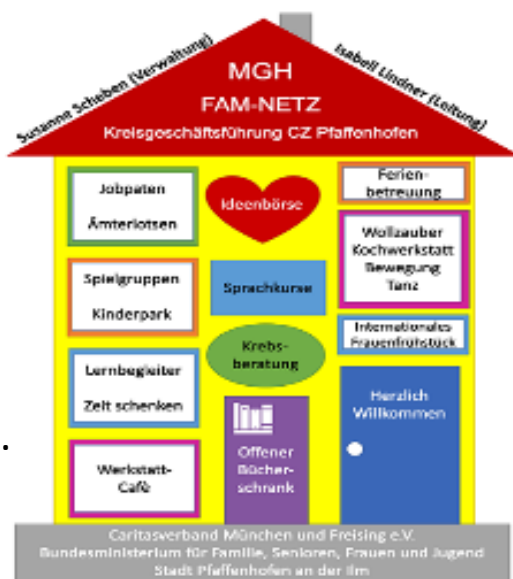 Susanne Scheben (Verwaltung)
Isabell Lindner (Leitung)
MGH
FAM-NETZ
Kreisgeschäftsführung CZ Pfaffenhofen
Jobpaten
Ämterlotsen
Ideenbörse
Ferien-
betreuung
Wollzauber
Kochwerkstatt
Bewegung
Tanz
Spielgruppen
Kinderpark
Sprachkurse
Internationales
Frauenfrühstück
Krebs-
beratung
Lernbegleiter
Zeit schenken
Herzlich
Willkommen
Offener
Bücher-
schrank
Werkstatt-
Café
Caritasverband München und Freising e.V.
Bundesministerium für Familie, Senioren, Frauen und Jugend
Stadt Pfaffenhofen an der Ilm